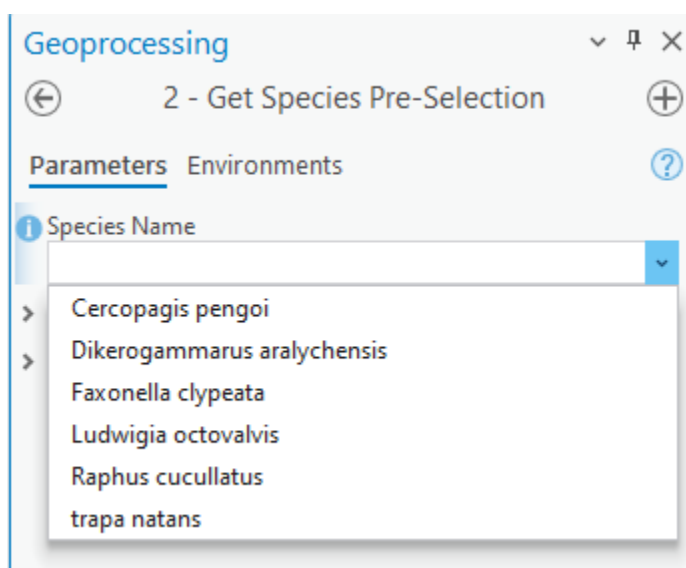 Geoprocessing
2 - Get Species Pre-Selection
Parameters Environments
Species Name
Cercopagis pengoi
Dikerogammarus aralychensis
Faxonella clypeata
Ludwigia octovalvis
Raphus cucullatus
trapa natans